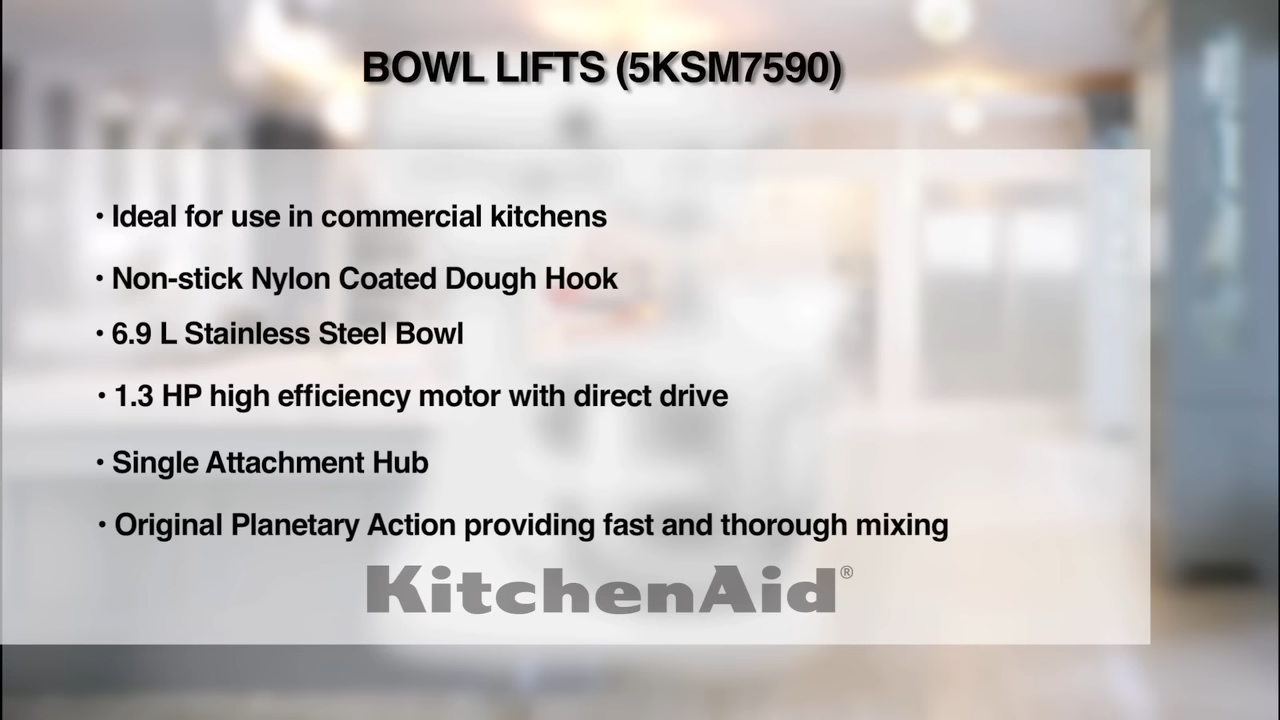 BOWL LIFTS (5KSM7590)
• Ideal for use in commercial kitchens
• Non-stick Nylon Coated Dough Hook
• 6.9 L Stainless Steel Bowl
• 1.3 HP high efficiency motor with direct drive
• Single Attachment Hub
• Original Planetary Action providing fast and thorough mixing
KitchenAid®